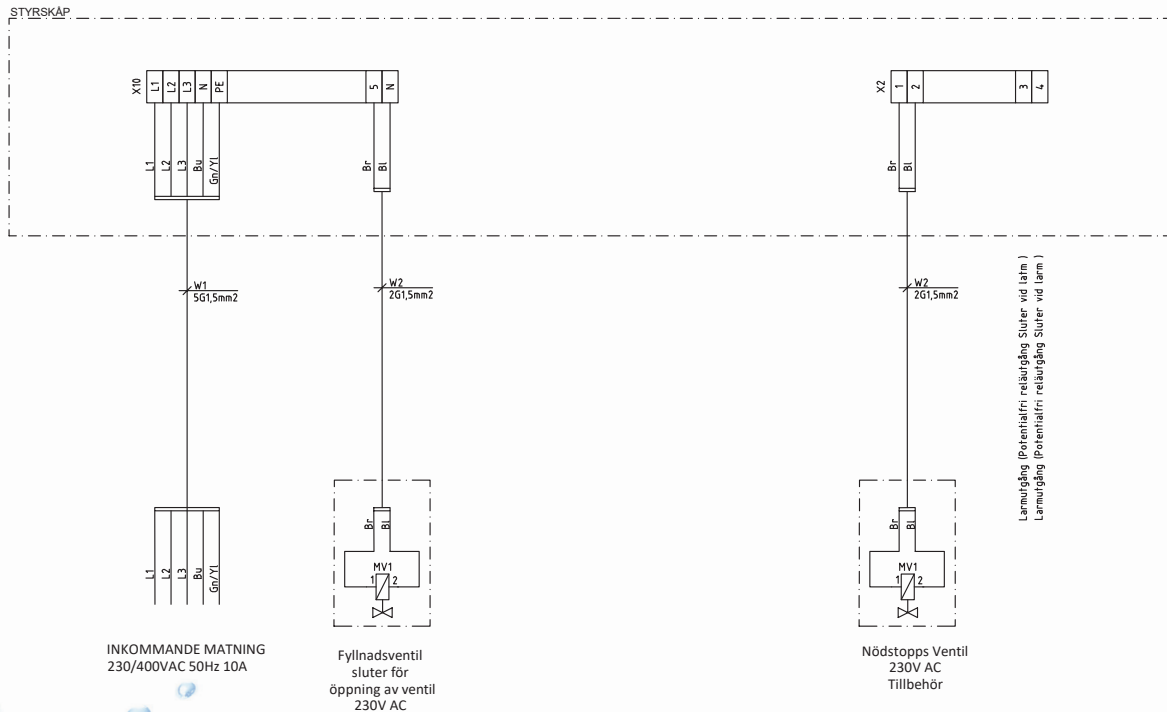 STYRSKÅP
X10
L1
L2
L3
N
PE
5
N
X2
1
2
3
4
L1
L2
L3
Bu
Gn/Yl
Br
Bl
Br
Bl
W1
5G1,5mm2
W2
2G1,5mm2
W2
2G1,5mm2
Larmutgång (Potentialfri reläutgång Sluter vid latm )
Larmutgång (Potentialfri reläutgång Sluter vid larm )
L1
L2
L3
Bu
Gn/Yl
Br
Bl
MV1
1
2
Br
Bl
MV1
1
2
INKOMMANDE MATNING
230/400VAC 50Hz 10A
Fyllnadsventil
sluter för
öppning av ventil
230V AC
Nödstopps Ventil
230V AC
Tillbehör